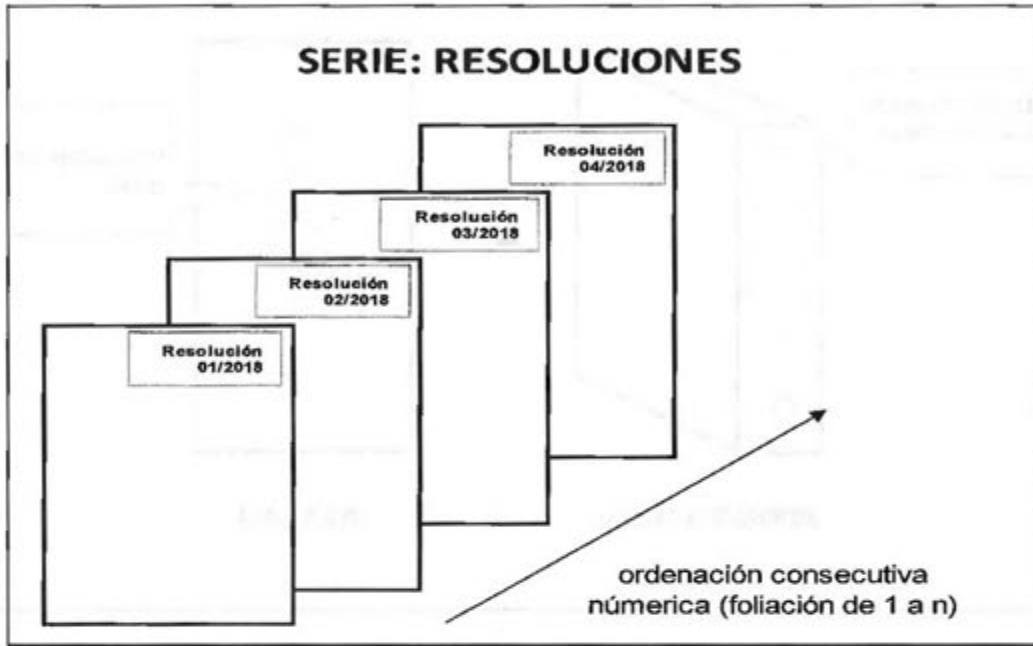 SERIE: RESOLUCIONES
Resolución
04/2018
Resolución
03/2018
Resolución
02/2018
Resolución
01/2018
ordenación consecutiva
númerica (foliación de 1 a n)